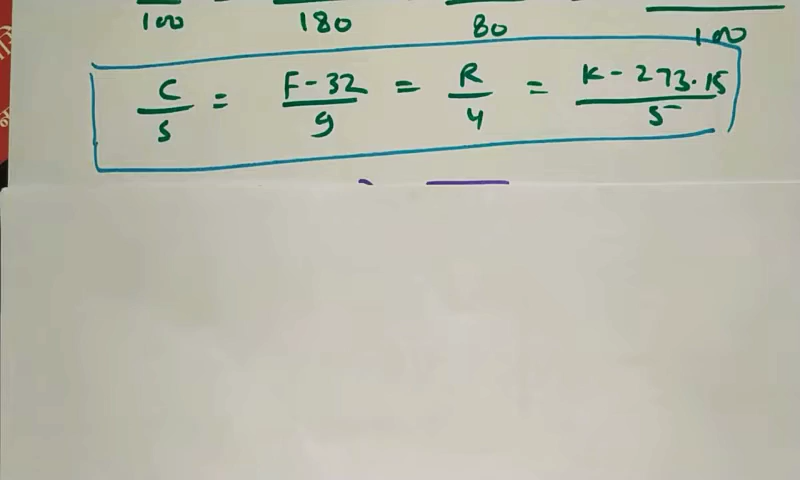 100 180 80 100
C/5 = F-32/9 = R/4 = K-273.15/5